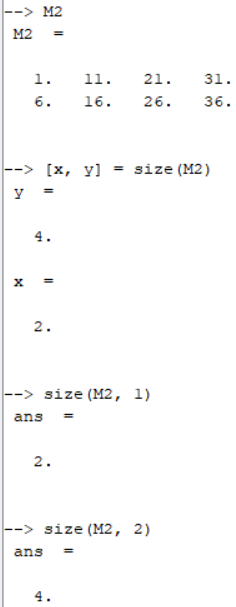 --> M2
M2  =

   1.   11.   21.   31.
   6.   16.   26.   36.

--> [x, y] = size(M2)
y  =

   4.

x  =

   2.

--> size(M2, 1)
ans  =

   2.

--> size(M2, 2)
ans  =

   4.